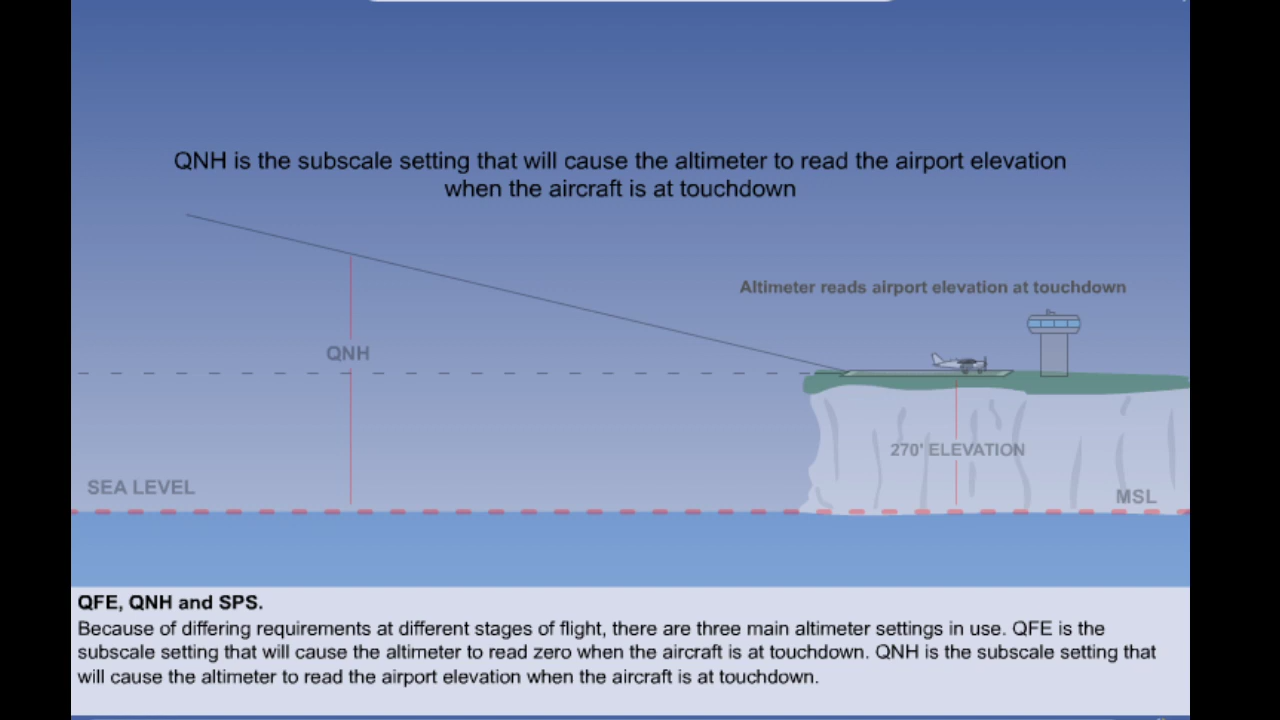 QNH is the subscale setting that will cause the altimeter to read the airport elevation
when the aircraft is at touchdown
Altimeter reads airport elevation at touchdown
QNH
270' ELEVATION
SEA LEVEL
MSL
QFE, QNH and SPS.
Because of differing requirements at different stages of flight, there are three main altimeter settings in use. QFE is the
subscale setting that will cause the altimeter to read zero when the aircraft is at touchdown. QNH is the subscale setting that
will cause the altimeter to read the airport elevation when the aircraft is at touchdown.